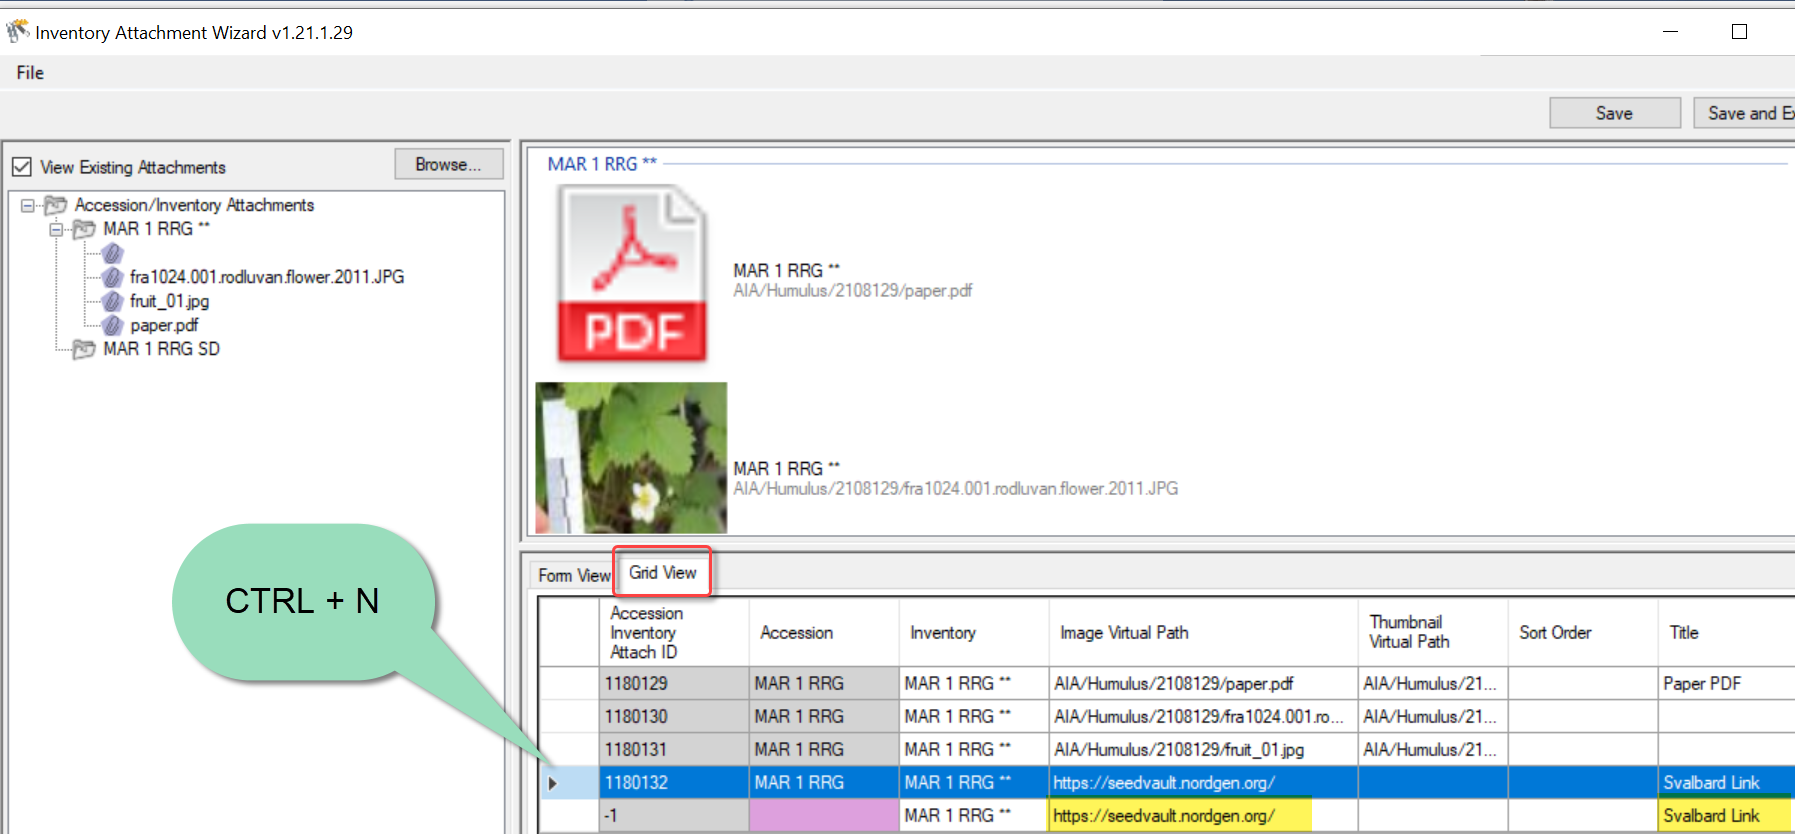 Inventory Attachment Wizard v1.21.1.29
File
Save
Save and Ex
View Existing Attachments
Browse...
Accession/Inventory Attachments
MAR 1 RRG **
fra1024.001.rodluvan.flower.2011.JPG
fruit_01.jpg
paper.pdf
MAR 1 RRG SD
MAR 1 RRG **
PDF
MAR 1 RRG **
AIA/Humulus/2108129/paper.pdf
MAR 1 RRG **
AIA/Humulus/2108129/fra1024.001.rodluvan.flower.2011.JPG
CTRL + N
Form View
Grid View
Accession Inventory Attach ID Accession Inventory Image Virtual Path Thumbnail Virtual Path Sort Order Title
1180129 MAR 1 RRG MAR 1 RRG ** AIA/Humulus/2108129/paper.pdf AIA/Humulus/21... Paper PDF
1180130 MAR 1 RRG MAR 1 RRG ** AIA/Humulus/2108129/fra1024.001.ro... AIA/Humulus/21...
1180131 MAR 1 RRG MAR 1 RRG ** AIA/Humulus/2108129/fruit_01.jpg AIA/Humulus/21...
1180132 MAR 1 RRG MAR 1 RRG ** https://seedvault.nordgen.org/ Svalbard Link
-1 MAR 1 RRG ** https://seedvault.nordgen.org/ Svalbard Link